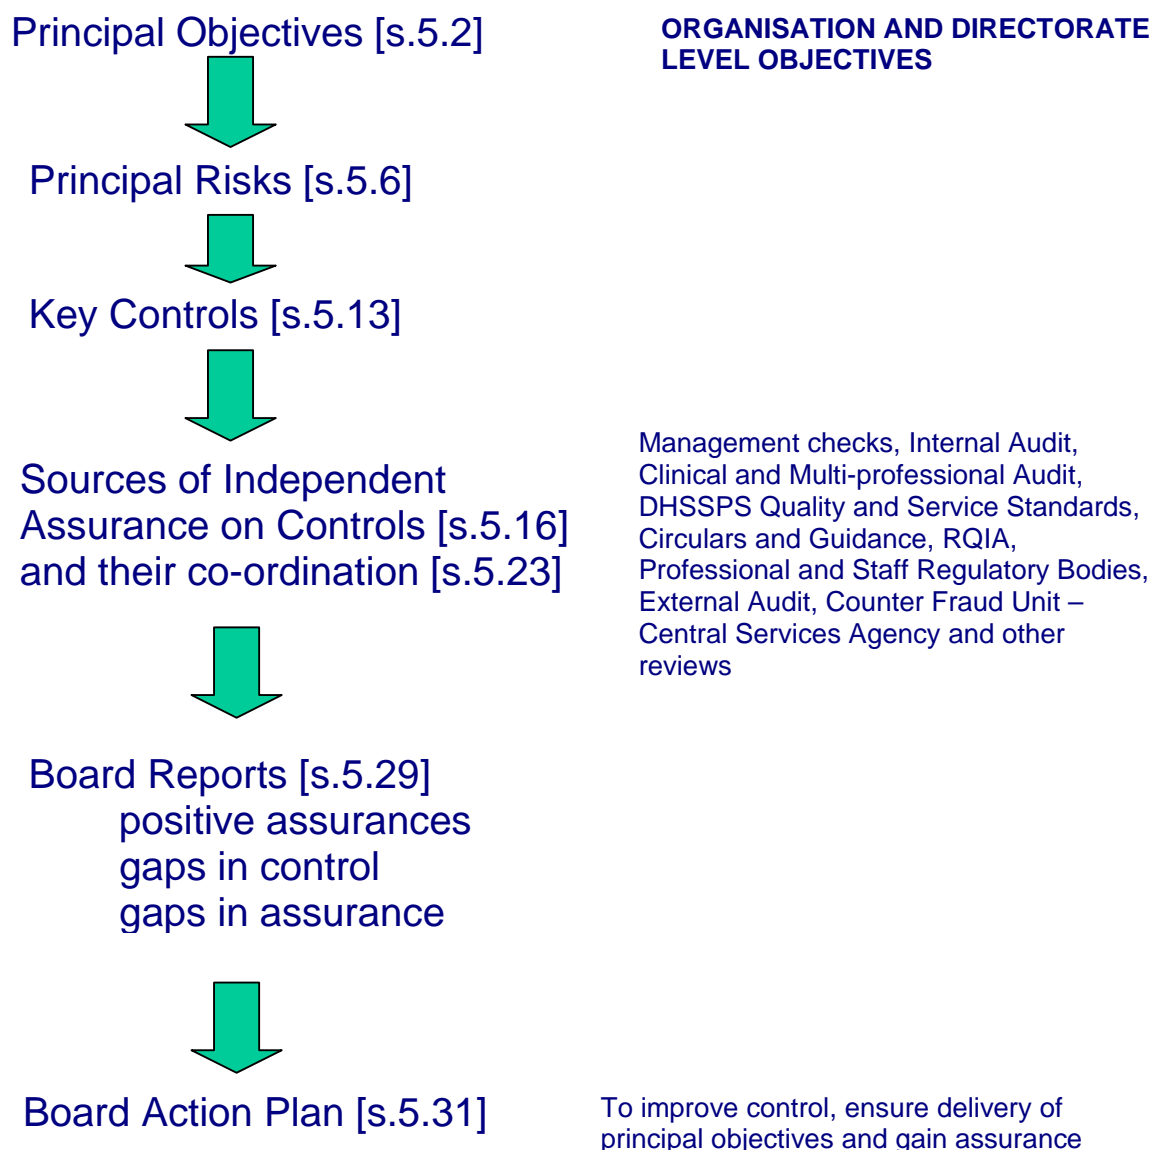 Principal Objectives [s.5.2]
ORGANISATION AND DIRECTORATE
LEVEL OBJECTIVES
Principal Risks [s.5.6]
Key Controls [s.5.13]
Sources of Independent
Assurance on Controls [s.5.16]
and their co-ordination [s.5.23]
Management checks, Internal Audit,
Clinical and Multi-professional Audit,
DHSSPS Quality and Service Standards,
Circulars and Guidance, RQIA,
Professional and Staff Regulatory Bodies,
External Audit, Counter Fraud Unit –
Central Services Agency and other
reviews
Board Reports [s.5.29]
positive assurances
gaps in control
gaps in assurance
Board Action Plan [s.5.31]
To improve control, ensure delivery of
principal objectives and gain assurance